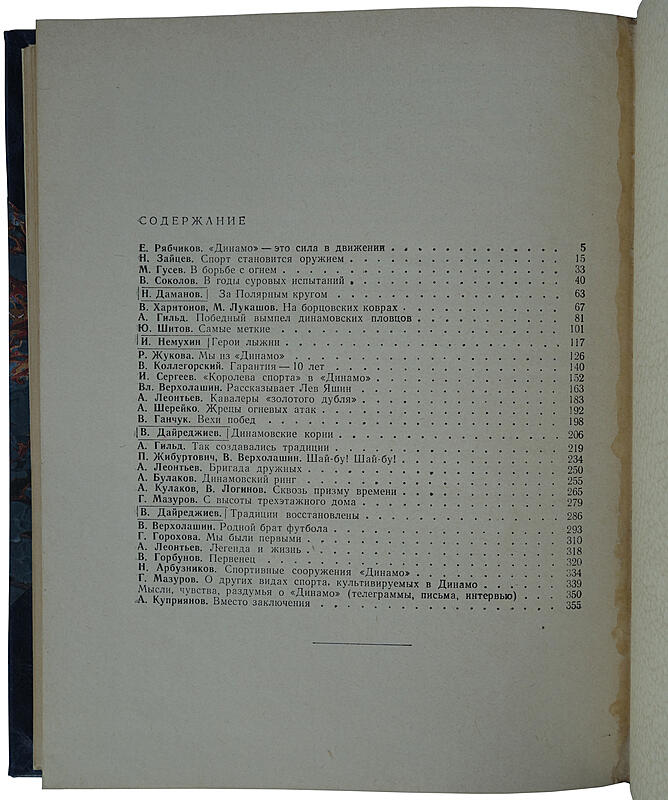 СОДЕРЖАНИЕ
Е. Рябчиков. «Динамо» — это сила в движении 5
Н. Зайцев. Спорт становится оружием 15
М. Гусев. В борьбе с огнем 33
В. Соколов. В годы суровых испытаний 40
Н. Даманов. За Полярным кругом 63
В. Харитонов, М. Лукашов. На борцовских коврах 67
А. Гильд. Победный вымпел динамовских пловцов 81
Ю. Шитов. Самые меткие 101
И. Немухин Герои лыжни 117
Р. Жукова. Мы из «Динамо» 126
В. Коллегорский. Гарантия — 10 лет 140
И. Сергеев. «Королева спорта» в «Динамо» 152
Вл. Верхолашин. Рассказывает Лев Яшин 163
А. Леонтьев. Кавалеры «золотого дубля» 183
А. Шерейко. Жрецы огневых атак 192
В. Ганчук. Вехи побед 198
В. Дайреджиев. Динамовские корни 206
А. Гильд. Так создавались традиции 219
П. Жибуртович, В. Верхолашин. Шай-бу! Шай-бу! 234
А. Леонтьев. Бригада дружных 250
А. Булаков. Динамовский ринг 255
А. Кулаков, В. Логинов. Сквозь призму времени 265
Г. Мазуров. С высоты трехэтажного дома 279
В. Дайреджиев. Традиции восстановлены 286
В. Верхолашин. Родной брат футбола 293
Г. Горохова. Мы были первыми 310
А. Леонтьев. Легенда и жизнь 318
В. Горбунов. Первенец 320
Н. Арбузников. Спортивные сооружения «Динамо» 334
Г. Мазуров. О других видах спорта, культивируемых в Динамо 339
Мысли, чувства, раздумья о «Динамо» (телеграммы, письма, интервью) 350
А. Куприянов. Вместо заключения 355